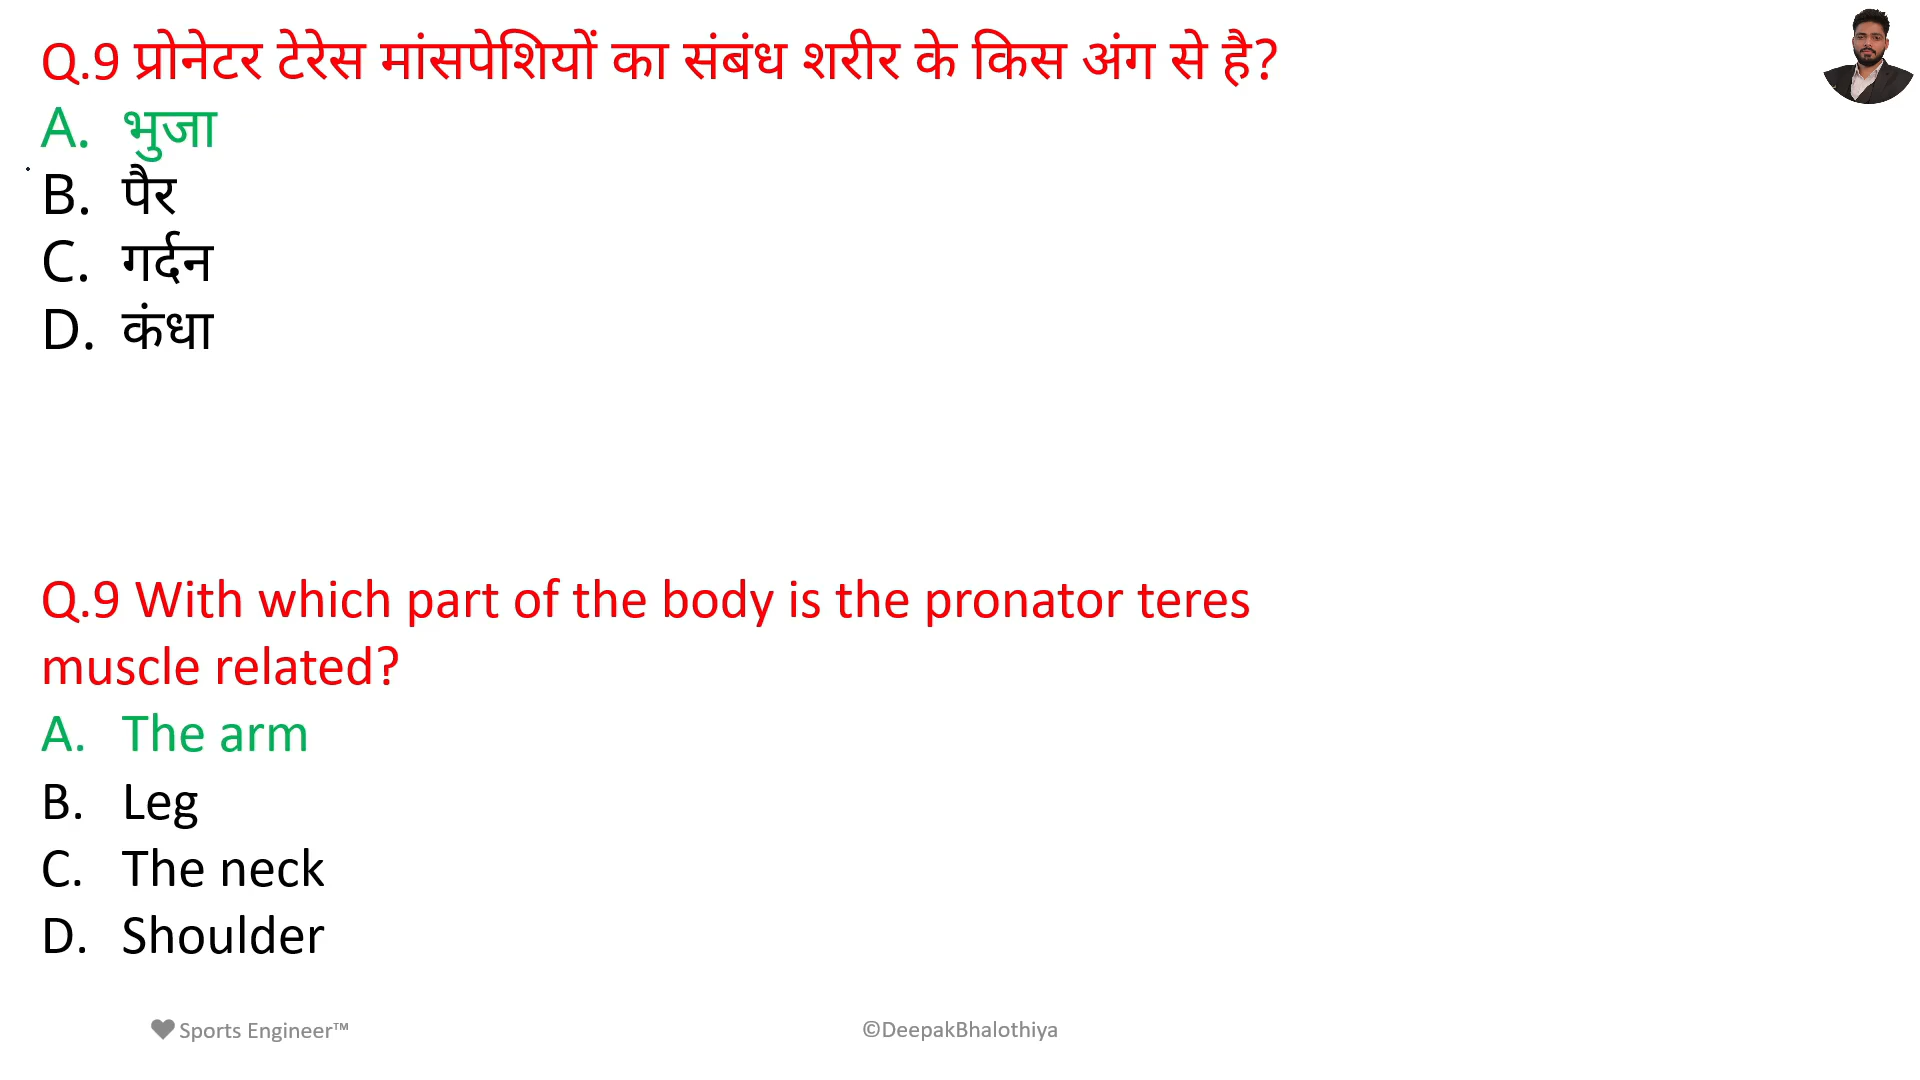 Q.9 प्रोनेटर टेरेस मांसपेशियों का संबंध शरीर के किस अंग से है?
A. भुजा
B. पैर
C. गर्दन
D. कंधा
Q.9 With which part of the body is the pronator teres
muscle related?
A. The arm
B. Leg
C. The neck
D. Shoulder
Sports Engineer™
©DeepakBhalothiya